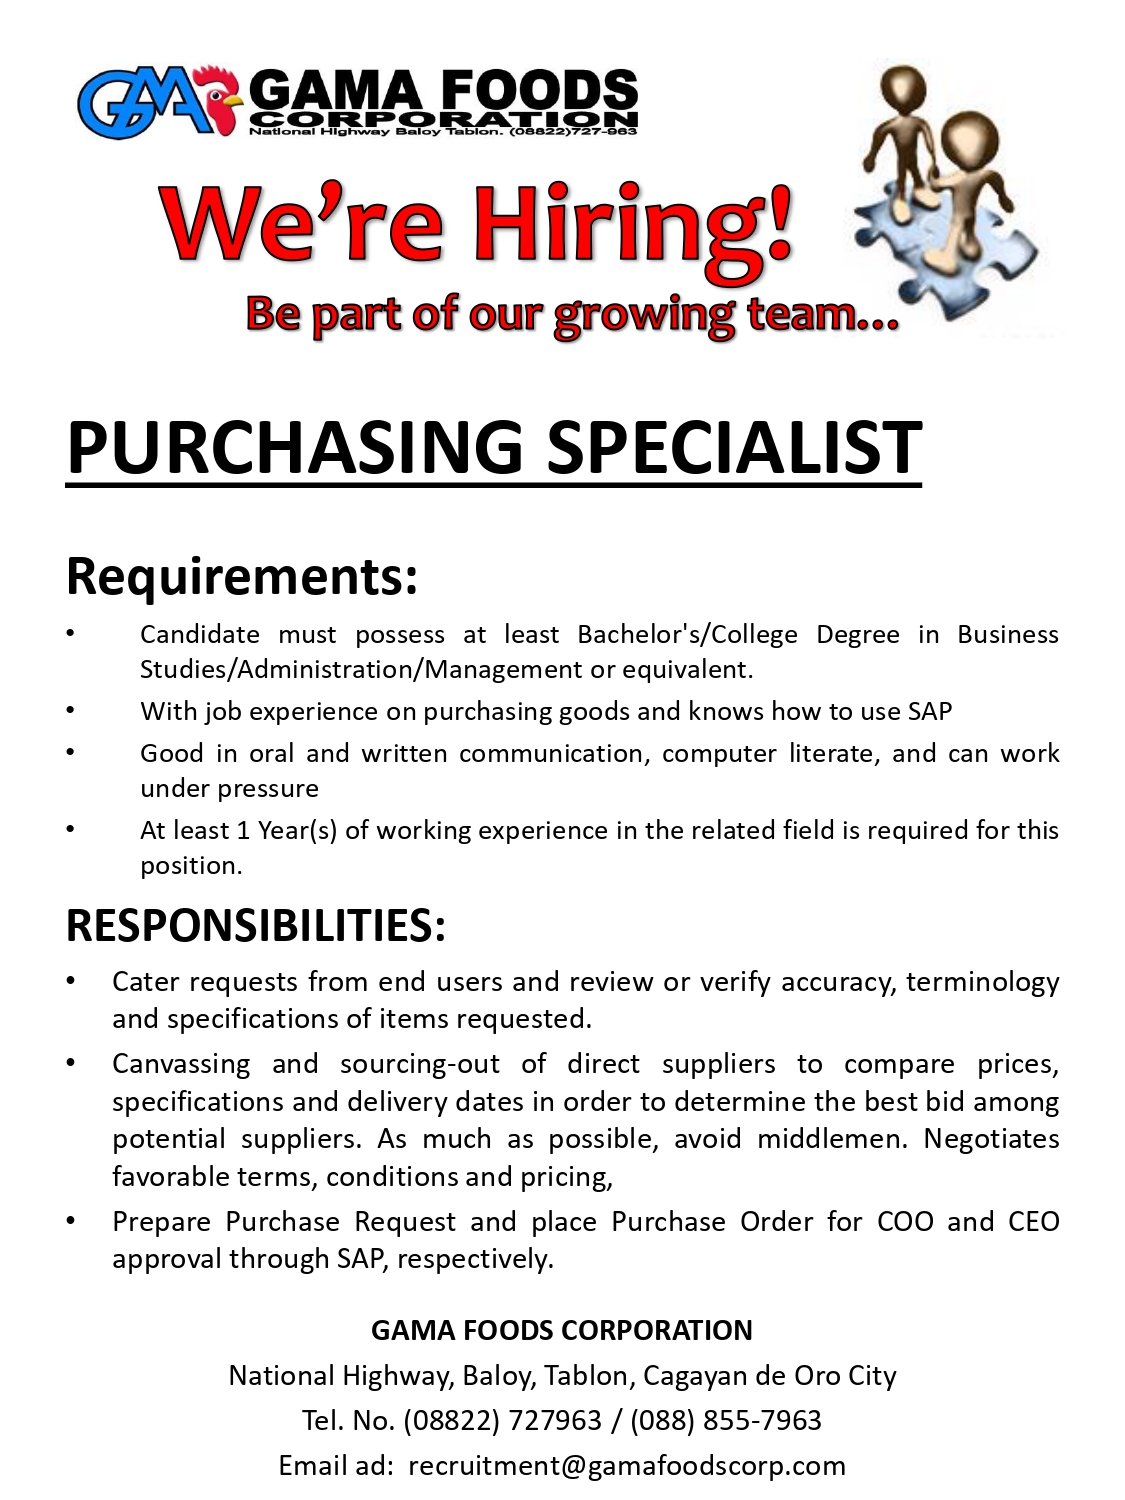 GMA GAMA FOODS
CORPORATION
National Highway Baloy Tablon. (08822)727-963
We're Hiring!
Be part of our growing team...
PURCHASING SPECIALIST
Requirements:
• Candidate must possess at least Bachelor's/College Degree in Business
Studies/Administration/Management or equivalent.
• With job experience on purchasing goods and knows how to use SAP
• Good in oral and written communication, computer literate, and can work
under pressure
• At least 1 Year(s) of working experience in the related field is required for this
position.
RESPONSIBILITIES:
• Cater requests from end users and review or verify accuracy, terminology
and specifications of items requested.
• Canvassing and sourcing-out of direct suppliers to compare prices,
specifications and delivery dates in order to determine the best bid among
potential suppliers. As much as possible, avoid middlemen. Negotiates
favorable terms, conditions and pricing,
• Prepare Purchase Request and place Purchase Order for COO and CEO
approval through SAP, respectively.
GAMA FOODS CORPORATION
National Highway, Baloy, Tablon, Cagayan de Oro City
Tel. No. (08822) 727963 / (088) 855-7963
Email ad: recruitment@gamafoodscorp.com